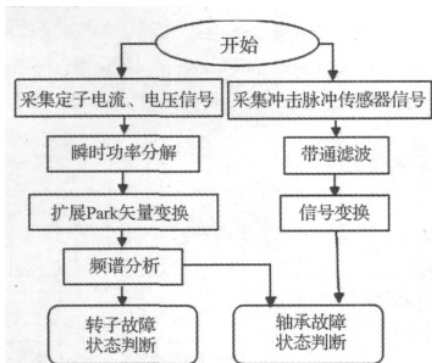 开始
采集定子电流、电压信号
采集冲击脉冲传感器信号
瞬时功率分解
带通滤波
扩展Park矢量变换
信号变换
频谱分析
转子故障
状态判断
轴承故障
状态判断